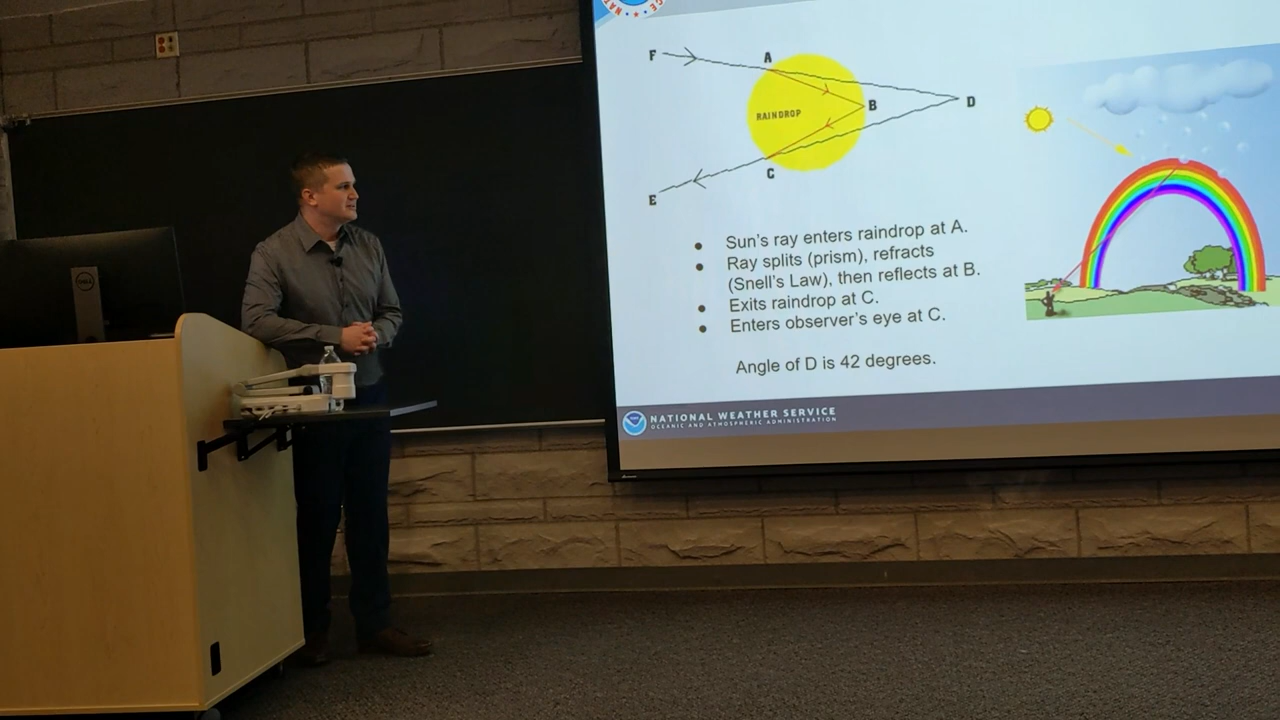 F
A
B
D
RAINDROP
C
E
Sun's ray enters raindrop at A.
Ray splits (prism), refracts
(Snell's Law), then reflects at B.
Exits raindrop at C.
Enters observer's eye at C.
Angle of D is 42 degrees.
NATIONAL WEATHER SERVICE
OCEANIC AND ATMOSPHERIC ADMINISTRATION
DELL